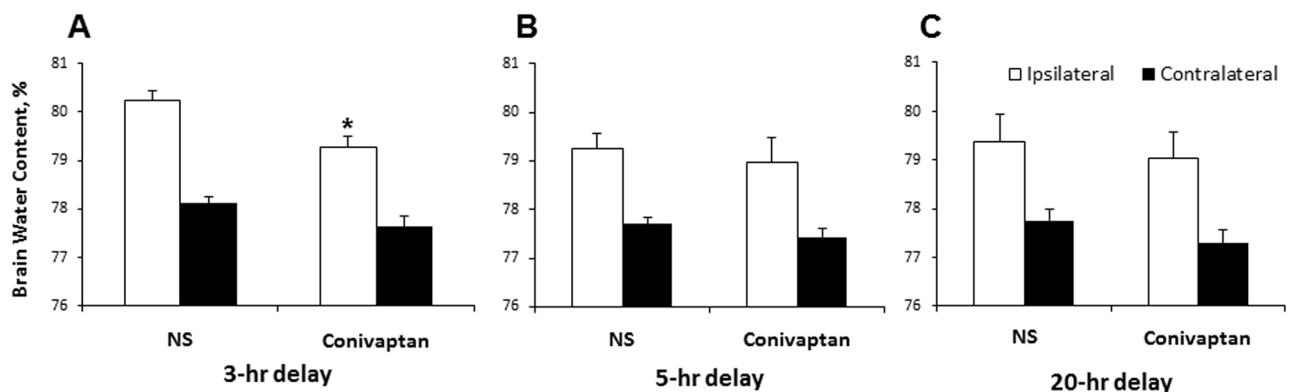 A
B
C
Brain Water Content, %
81
80
79
78
77
76
NS
Conivaptan
3-hr delay
*
81
80
79
78
77
76
NS
Conivaptan
5-hr delay
81
80
79
78
77
76
Ipsilateral
Contralateral
NS
Conivaptan
20-hr delay